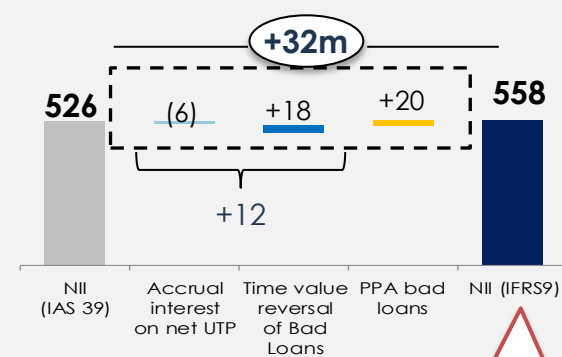 +32m
526
(6)
+18
+20
558
+12
NII
(IAS 39)
Accrual
interest
on net UTP
Time value
reversal
of Bad
Loans
PPA bad
loans
NII (IFRS9)